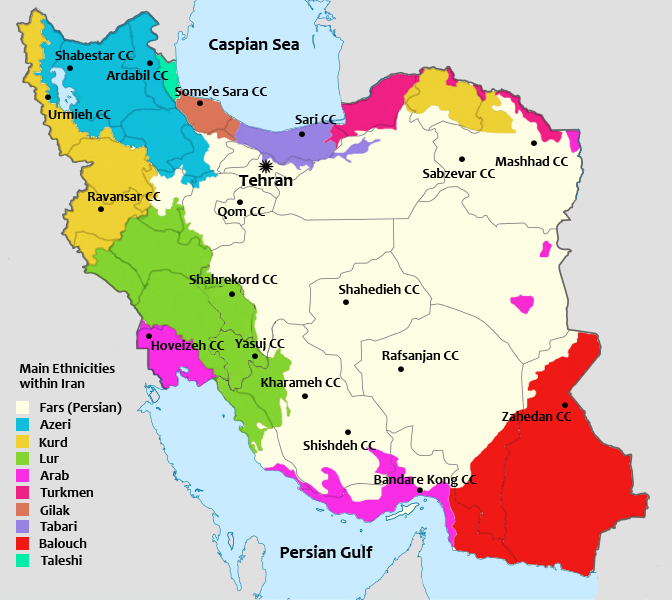 Caspian Sea
Shabestar CC
Ardabil CC
Some'e Sara CC
Urmieh CC
Sari CC
Mashhad CC
Sabzevar CC
Tehran
Ravansar CC
Qom CC
Shahrekord CC
Shahedieh CC
Hoveizeh CC
Yasuj CC
Rafsanjan CC
Main Ethnicities
within Iran
Kharameh CC
Fars (Persian)
Azeri
Kurd
Lur
Arab
Turkmen
Gilak
Tabari
Balouch
Taleshi
Zahedan CC
Shishdeh CC
Bandare Kong CC
Persian Gulf